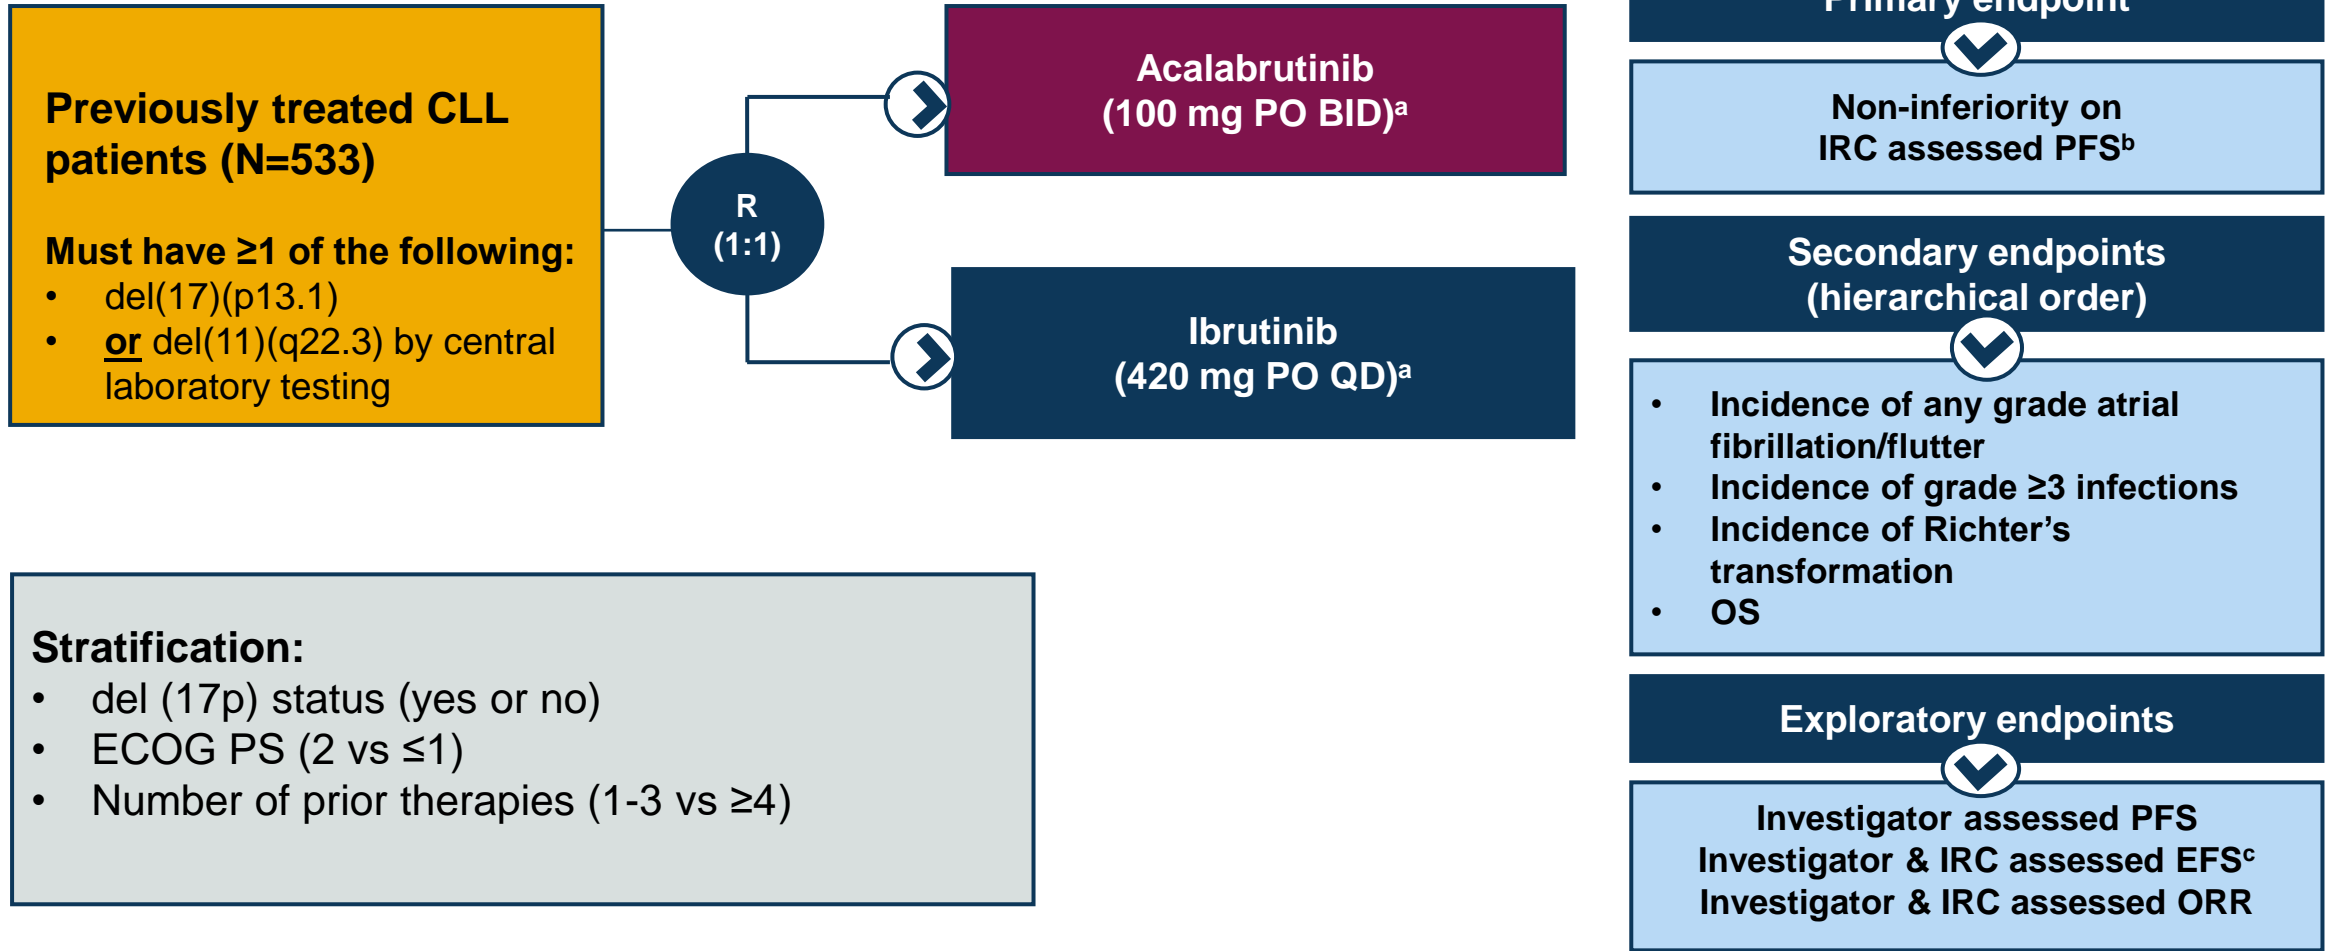 Previously treated CLL
patients (N=533)
Must have ≥1 of the following:
• del(17)(p13.1)
• or del(11)(q22.3) by central
laboratory testing
R
(1:1)
Acalabrutinib
(100 mg PO BID)ᵃ
Ibrutinib
(420 mg PO QD)ᵃ
Stratification:
• del (17p) status (yes or no)
• ECOG PS (2 vs ≤1)
• Number of prior therapies (1-3 vs ≥4)
Primary endpoint
Non-inferiority on
IRC assessed PFSᵇ
Secondary endpoints
(hierarchical order)
• Incidence of any grade atrial
fibrillation/flutter
• Incidence of grade ≥3 infections
• Incidence of Richter’s
transformation
• OS
Exploratory endpoints
Investigator assessed PFS
Investigator & IRC assessed EFSᶜ
Investigator & IRC assessed ORR